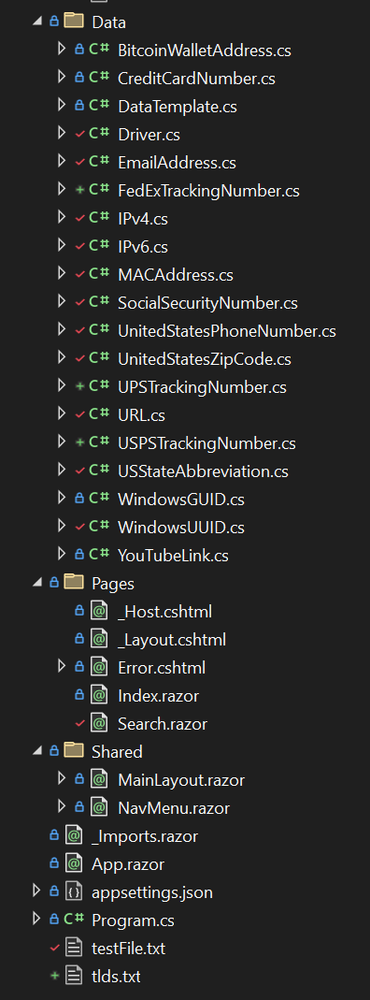 Data
C# BitcoinWalletAddress.cs
C# CreditCardNumber.cs
C# DataTemplate.cs
C# Driver.cs
C# EmailAddress.cs
C# FedExTrackingNumber.cs
C# IPv4.cs
C# IPv6.cs
C# MACAddress.cs
C# SocialSecurityNumber.cs
C# UnitedStatesPhoneNumber.cs
C# UnitedStatesZipCode.cs
C# UPSTrackingNumber.cs
C# URL.cs
C# USPSTrackingNumber.cs
C# USStateAbbreviation.cs
C# WindowsGUID.cs
C# WindowsUUID.cs
C# YouTubeLink.cs
Pages
@ _Host.cshtml
@ _Layout.cshtml
@ Error.cshtml
@ Index.razor
@ Search.razor
Shared
@ MainLayout.razor
@ NavMenu.razor
@ _Imports.razor
@ App.razor
{} appsettings.json
C# Program.cs
testFile.txt
tlds.txt